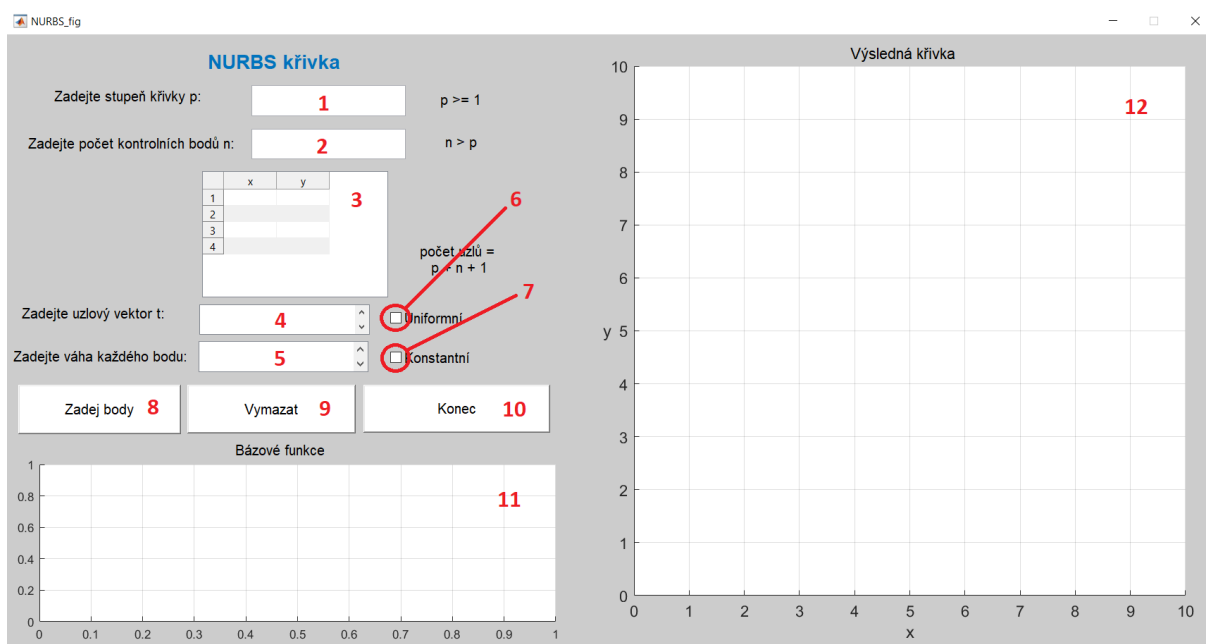 NURBS_fig
NURBS křivka
Zadejte stupeň křivky p:
1
p >= 1
Zadejte počet kontrolních bodů n:
2
n > p
x y
1
2
3
4
3
6
počet uzlů =
p + n + 1
7
Zadejte uzlový vektor t:
4
Uniformní
Zadejte váha každého bodu:
5
Konstantní
Zadej body 8
Vymazat 9
Konec 10
Bázové funkce
1
0.8
0.6
0.4
0.2
0
11
0 0.1 0.2 0.3 0.4 0.5 0.6 0.7 0.8 0.9 1
Výsledná křivka
10
9
8
7
6
y 5
4
3
2
1
0
12
0 1 2 3 4 5 6 7 8 9 10
x